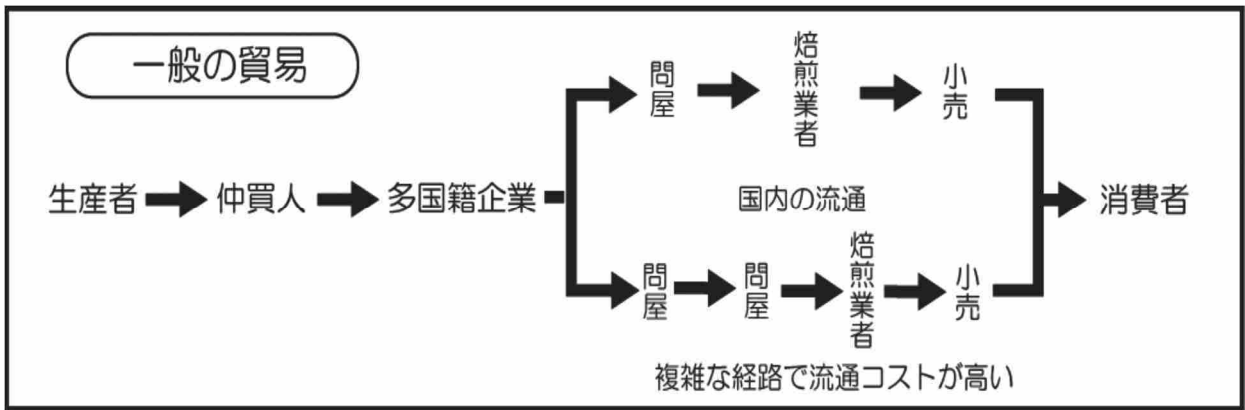 一般の貿易
問屋
焙煎業者
小売
生産者
仲買人
多国籍企業
国内の流通
消費者
問屋
問屋
焙煎業者
小売
複雑な経路で流通コストが高い